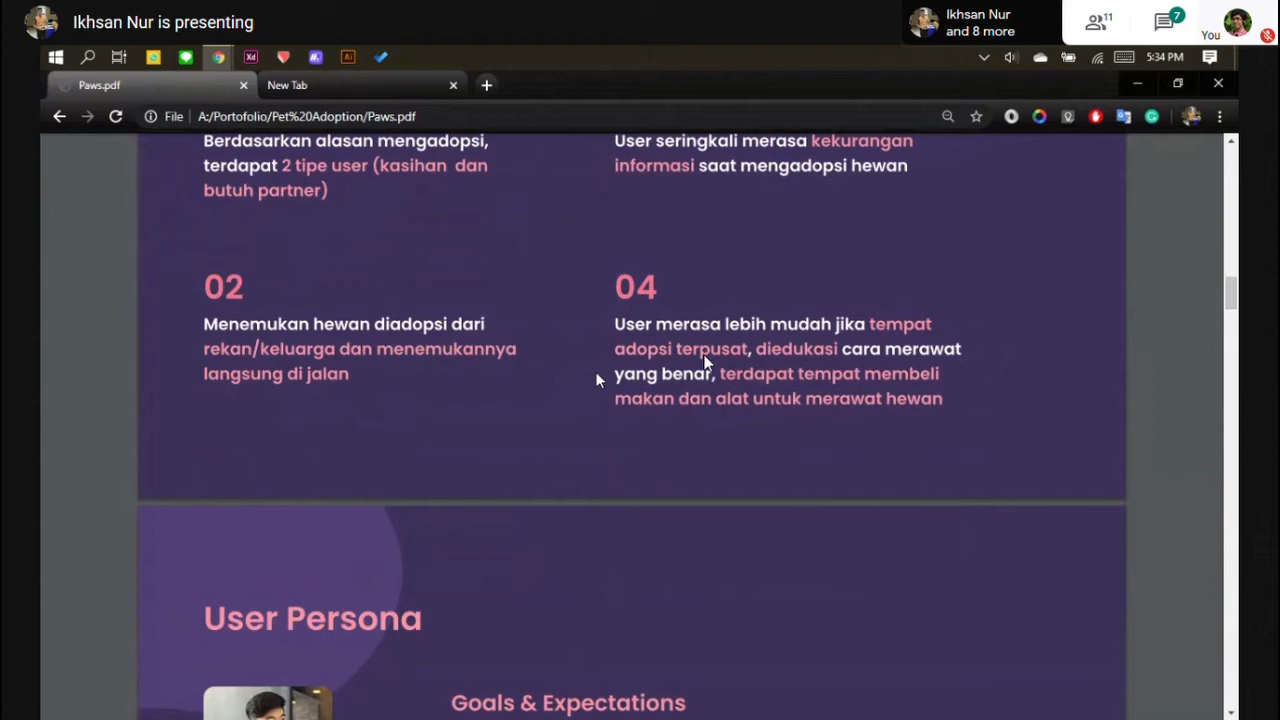 Ikhsan Nur is presenting
Ikhsan Nur
and 8 more
11
7
You
Xd
Ai
5:34 PM
Paws.pdf
New Tab
File
A:/Portofolio/Pet%20Adoption/Paws.pdf
Berdasarkan alasan mengadopsi,
terdapat 2 tipe user (kasihan dan
butuh partner)
User seringkali merasa kekurangan
informasi saat mengadopsi hewan
02
Menemukan hewan diadopsi dari
rekan/keluarga dan menemukannya
langsung di jalan
04
User merasa lebih mudah jika tempat
adopsi terpusat, diedukasi cara merawat
yang benar, terdapat tempat membeli
makan dan alat untuk merawat hewan
User Persona
Goals & Expectations